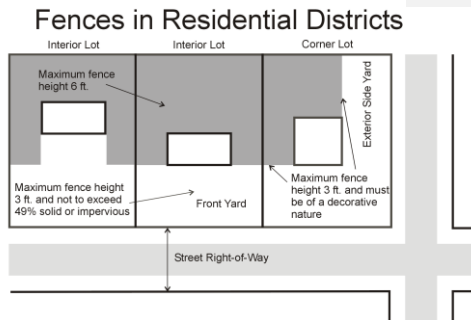 Fences in Residential Districts
Interior Lot
Interior Lot
Corner Lot
Maximum fence
height 6 ft.
Exterior Side Yard
Maximum fence height
3 ft. and not to exceed
49% solid or impervious
Front Yard
Maximum fence
height 3 ft. and must
be of a decorative
nature
Street Right-of-Way